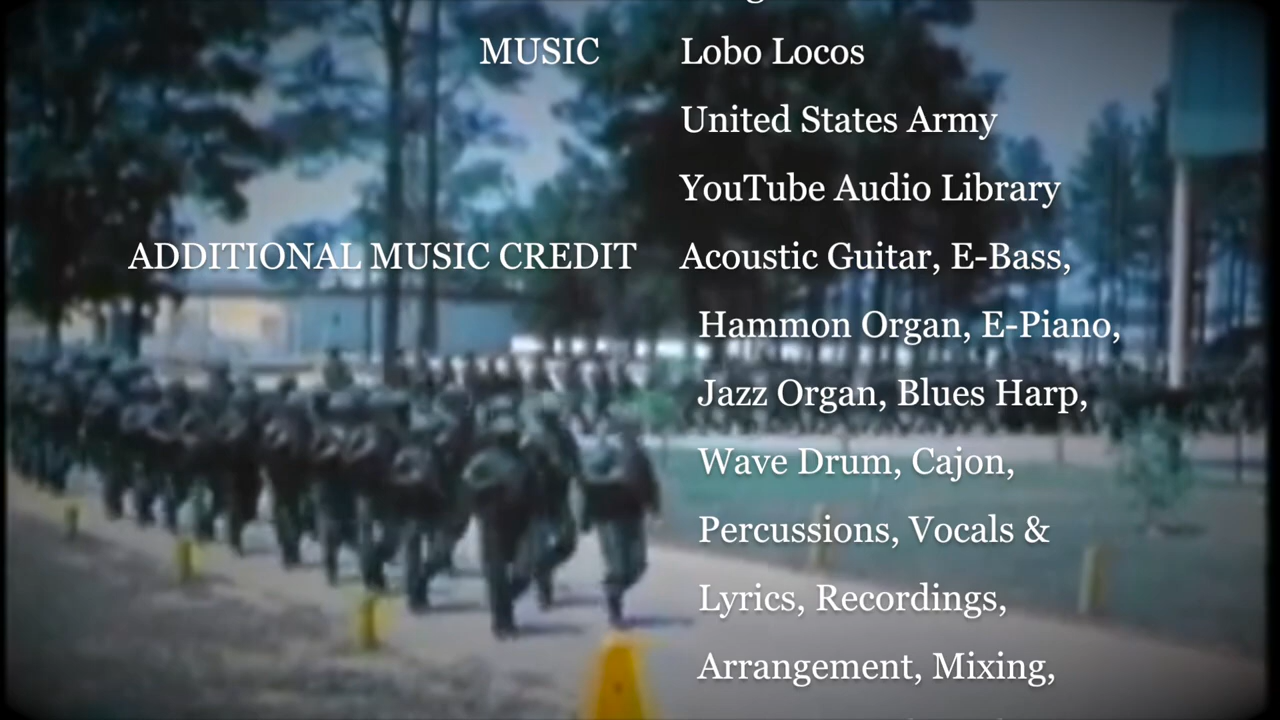 MUSIC Lobo Locos
United States Army
YouTube Audio Library
ADDITIONAL MUSIC CREDIT Acoustic Guitar, E-Bass,
Hammon Organ, E-Piano,
Jazz Organ, Blues Harp,
Wave Drum, Cajon,
Percussions, Vocals &
Lyrics, Recordings,
Arrangement, Mixing,